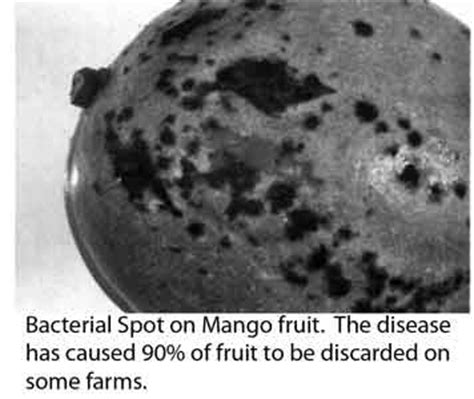 Bacterial Spot on Mango fruit. The disease
has caused 90% of fruit to be discarded on
some farms.